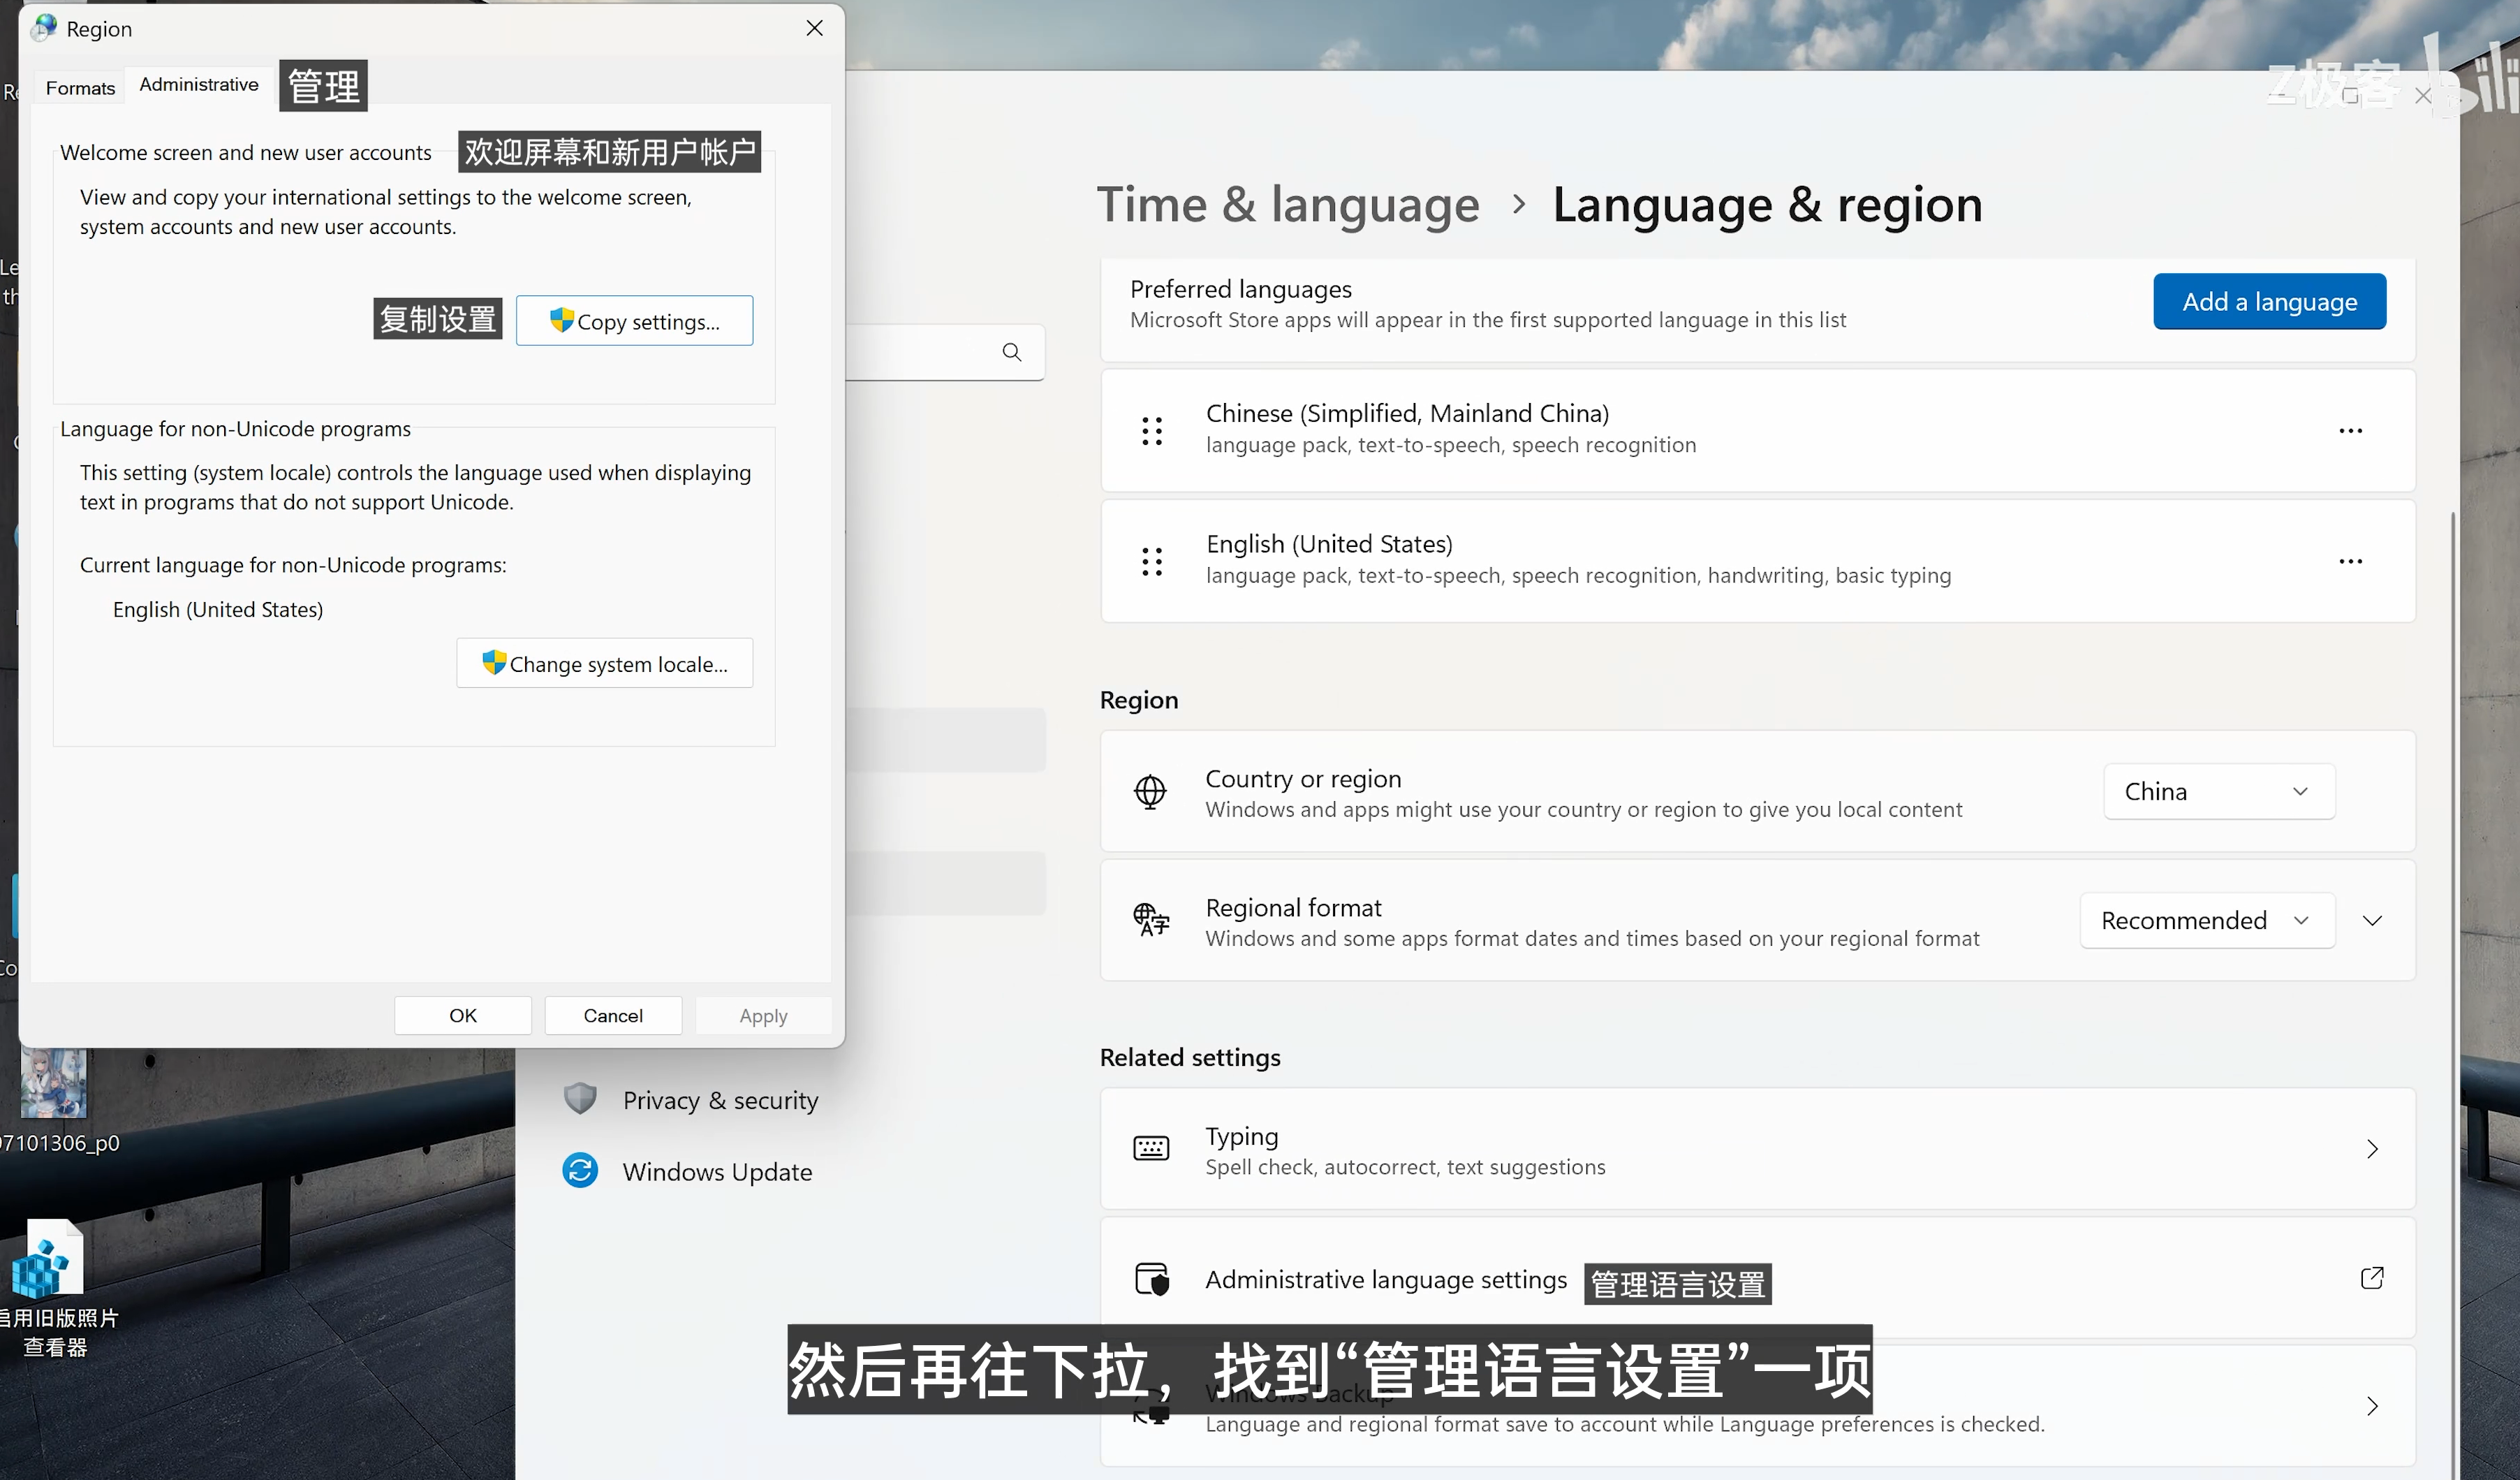 Region
Formats
Administrative
管理
Welcome screen and new user accounts
欢迎屏幕和新用户帐户
View and copy your international settings to the welcome screen,
system accounts and new user accounts.
复制设置
Copy settings...
Language for non-Unicode programs
This setting (system locale) controls the language used when displaying
text in programs that do not support Unicode.
Current language for non-Unicode programs:
English (United States)
Change system locale...
OK
Cancel
Apply
Z极客
bili
Time & language
Language & region
Preferred languages
Microsoft Store apps will appear in the first supported language in this list
Add a language
Chinese (Simplified, Mainland China)
language pack, text-to-speech, speech recognition
English (United States)
language pack, text-to-speech, speech recognition, handwriting, basic typing
Region
Country or region
Windows and apps might use your country or region to give you local content
China
Regional format
Windows and some apps format dates and times based on your regional format
Recommended
Related settings
Typing
Spell check, autocorrect, text suggestions
Administrative language settings
管理语言设置
Windows Backup
Language and regional format save to account while Language preferences is checked.
Privacy & security
Windows Update
然后再往下拉，找到“管理语言设置”一项
07101306_p0
启用旧版照片
查看器